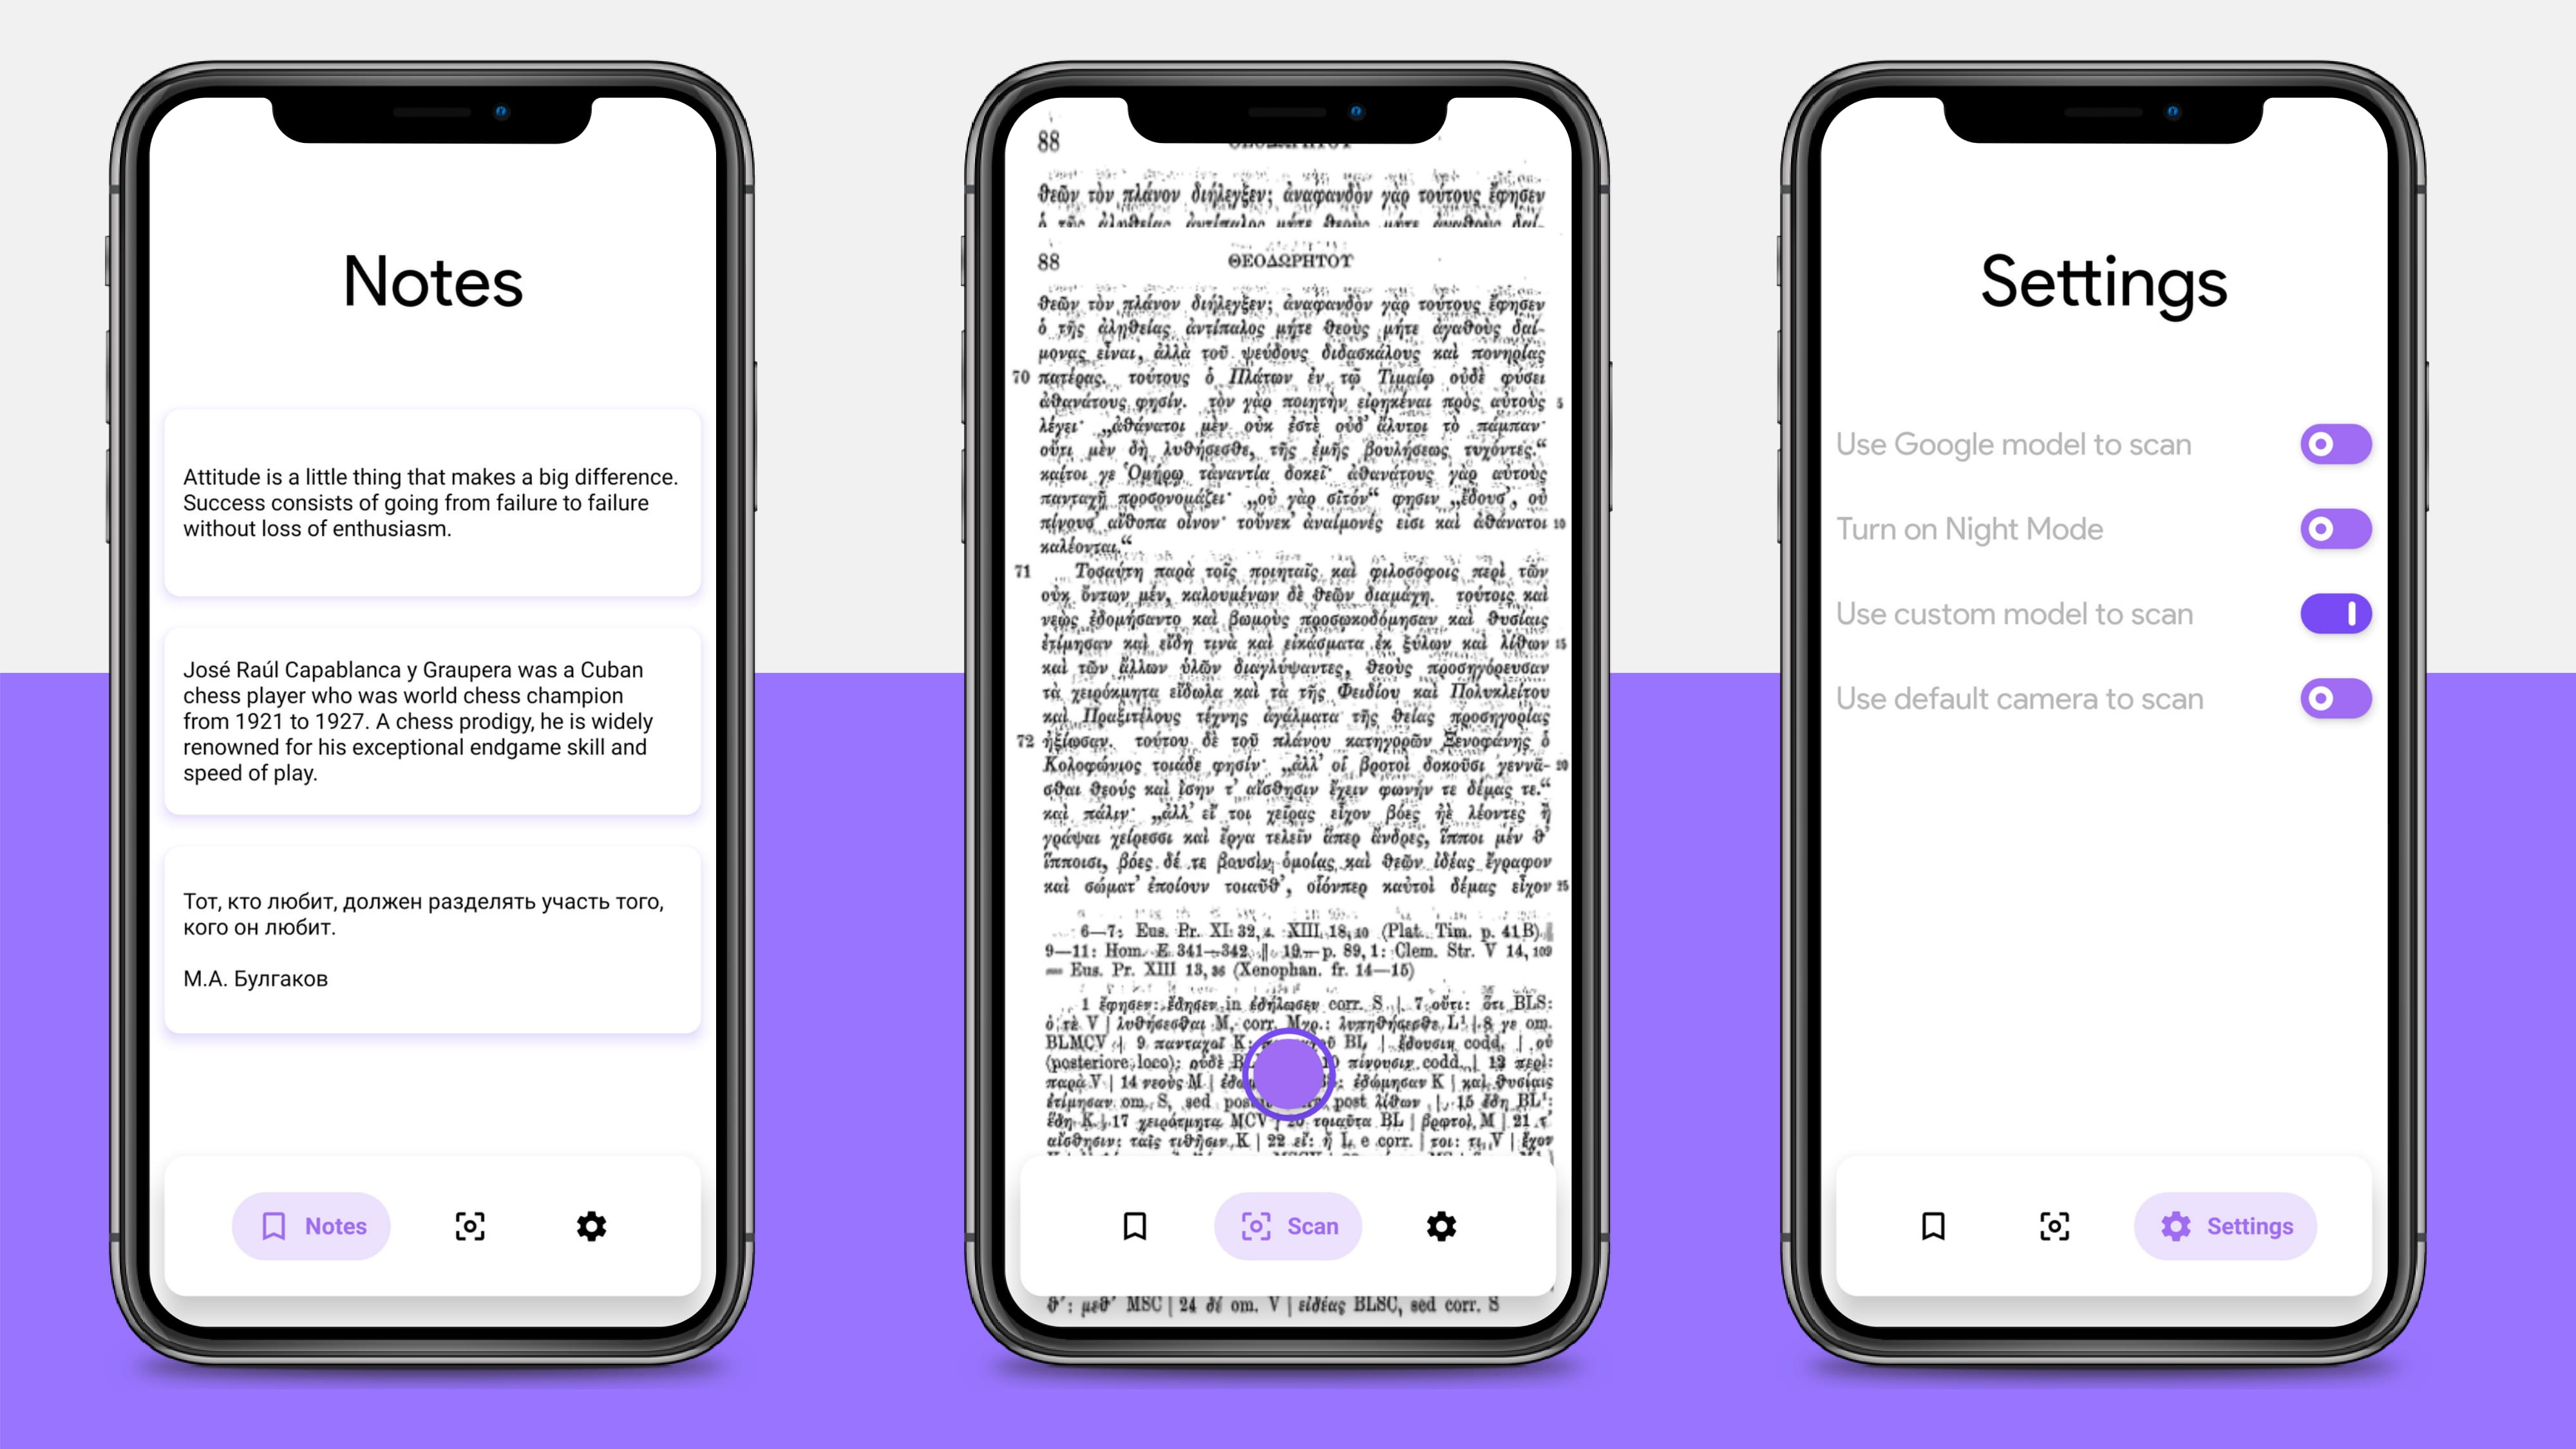 Notes
Attitude is a little thing that makes a big difference.
Success consists of going from failure to failure
without loss of enthusiasm.
José Raúl Capablanca y Graupera was a Cuban
chess player who was world chess champion
from 1921 to 1927. A chess prodigy, he is widely
renowned for his exceptional endgame skill and
speed of play.
Тот, кто любит, должен разделять участь того,
кого он любит.
М.А. Булгаков
Notes
88
θεῶν τὸν πλάνον διήλεγξεν; ἀναφανδὸν γὰρ τούτους ἔφησεν
ὁ τῆς ἀληθείας ἀντίπαλος μήτε θεοὺς μήτε ἀγαθοὺς δαί-
88 ΘΕΟΔΩΡΗΤΟΥ
θεῶν τὸν πλάνον διήλεγξεν; ἀναφανδὸν γὰρ τούτους ἔφησεν
ὁ τῆς ἀληθείας ἀντίπαλος μήτε θεοὺς μήτε ἀγαθοὺς δαί-
μονας εἶναι, ἀλλὰ τοῦ ψεύδους διδασκάλους καὶ πονηρίας
70 πατέρας. τούτους ὁ Πλάτων ἐν τῷ Τιμαίῳ οὐδὲ φύσει
ἀθανάτους φησίν. τὸν γὰρ ποιητὴν εἰρηκέναι πρὸς αὐτοὺς 5
λέγει· „ἀθάνατοι μὲν οὐκ ἐστὲ οὐδ' ἄλυτοι τὸ πάμπαν·
οὔτι μὲν δὴ λυθήσεσθε, τῆς ἐμῆς βουλήσεως τυχόντες.“
καίτοι γε Ὁμήρῳ τἀναντία δοκεῖ· ἀθανάτους γὰρ αὐτοὺς
πανταχῇ προσονομάζει· „οὐ γὰρ σῖτόν“ φησιν „ἔδουσ', οὐ
πίνουσ' αἴθοπα οἶνον· τοὔνεκ' ἀναίμονές εἰσι καὶ ἀθάνατοι 10
καλέονται.“
71 Τοσαύτη παρὰ τοῖς ποιηταῖς καὶ φιλοσόφοις περὶ τῶν
οὐκ ὄντων μέν, καλουμένων δὲ θεῶν διαμάχη. τούτοις καὶ
νεὼς ἐδομήσαντο καὶ βωμοὺς προσῳκοδόμησαν καὶ θυσίαις
ἐτίμησαν καὶ εἴδη τινὰ καὶ εἰκάσματα ἐκ ξύλων καὶ λίθων 15
καὶ τῶν ἄλλων ὑλῶν διαγλύψαντες, θεοὺς προσηγόρευσαν
τὰ χειρόκμητα εἴδωλα καὶ τὰ τῆς Φειδίου καὶ Πολυκλείτου
καὶ Πραξιτέλους τέχνης ἀγάλματα τῆς θείας προσηγορίας
72 ἠξίωσαν. τούτου δὲ τοῦ πλάνου κατηγορῶν Ξενοφάνης ὁ
Κολοφώνιος τοιάδε φησίν· „ἀλλ' οἱ βροτοὶ δοκοῦσι γεννᾶ- 20
σθαι θεούς καὶ ἴσην τ' αἴσθησιν ἔχειν φωνήν τε δέμας τε.“
καὶ πάλιν· „ἀλλ' εἴ τοι χεῖρας εἶχον βόες ἠὲ λέοντες ἢ
γράψαι χείρεσσι καὶ ἔργα τελεῖν ἅπερ ἄνδρες, ἵπποι μέν θ'
ἵπποισι, βόες δέ τε βουσὶν ὁμοίας καὶ θεῶν ἰδέας ἔγραφον
καὶ σώματ' ἐποίουν τοιαῦθ', οἷόνπερ καὐτοὶ δέμας εἶχον 25
6—7: Eus. Pr. XI 32, 4. XIII 18, 10 (Plat. Tim. p. 41B)
9—11: Hom. E 341—342 ‖ 19— p. 89, 1: Clem. Str. V 14, 109
= Eus. Pr. XIII 13, 36 (Xenophan. fr. 14—15)
1 ἔφησεν: ἔδησεν in ἐδήλωσεν corr. S | 7 οὔτι: ὅτι BLS:
ὅ τὲ V | λυθήσεσθαι M, corr. Mγρ.: λυπηθήσεσθε L¹ | 8 γε om.
BLMCV | 9 πανταχοῖ K: BL | ἔδουσιν codd. | οὐ
(posteriore loco): οὐδὲ πίνουσιν codd. | 12 περὶ:
παρὰ V | 14 νεοὺς M | ἐδώμησαν K | καὶ θυσίαις
ἐτίμησαν om. S, sed post λίθων | 15 ἔδη BL¹:
ἕδη K | 17 χειρότμητα MCV | 20 τοιαῦτα BL | βροτοὶ M | 21 τ'
αἴσθησιν: ταῖς τιθῆσιν K | 22 εἴ: ἢ L e corr. | τοι: τι V | ἔχον
θ': μεθ' MSC | 24 δέ om. V | εἰδέας BLSC, sed corr. S
Scan
Settings
Use Google model to scan
Turn on Night Mode
Use custom model to scan
Use default camera to scan
Settings